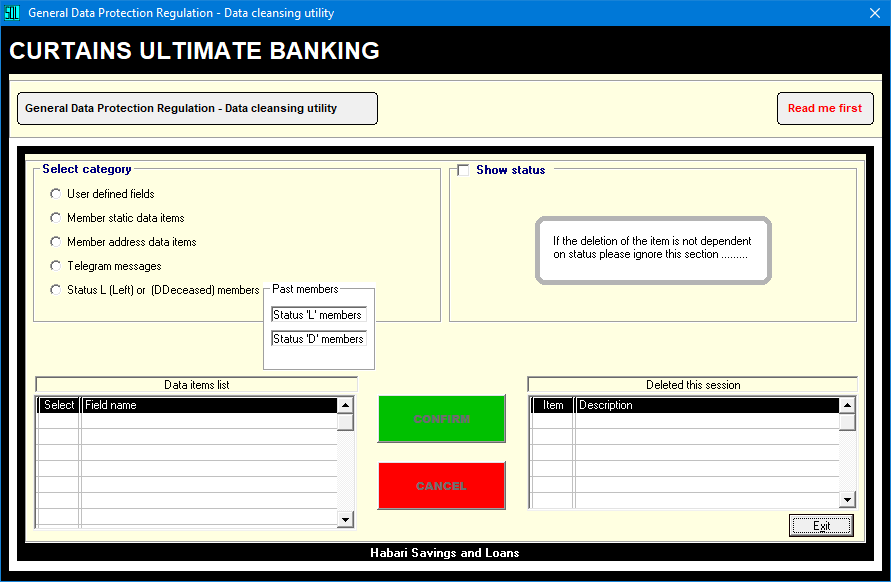 General Data Protection Regulation - Data cleansing utility
CURTAINS ULTIMATE BANKING
General Data Protection Regulation - Data cleansing utility
Read me first
Select category
User defined fields
Member static data items
Member address data items
Telegram messages
Status L (Left) or (DDeceased) members
Past members
Status 'L' members
Status 'D' members
Show status
If the deletion of the item is not dependent
on status please ignore this section .........
Data items list
Select Field name
CONFIRM
CANCEL
Deleted this session
Item Description
Exit
Habari Savings and Loans